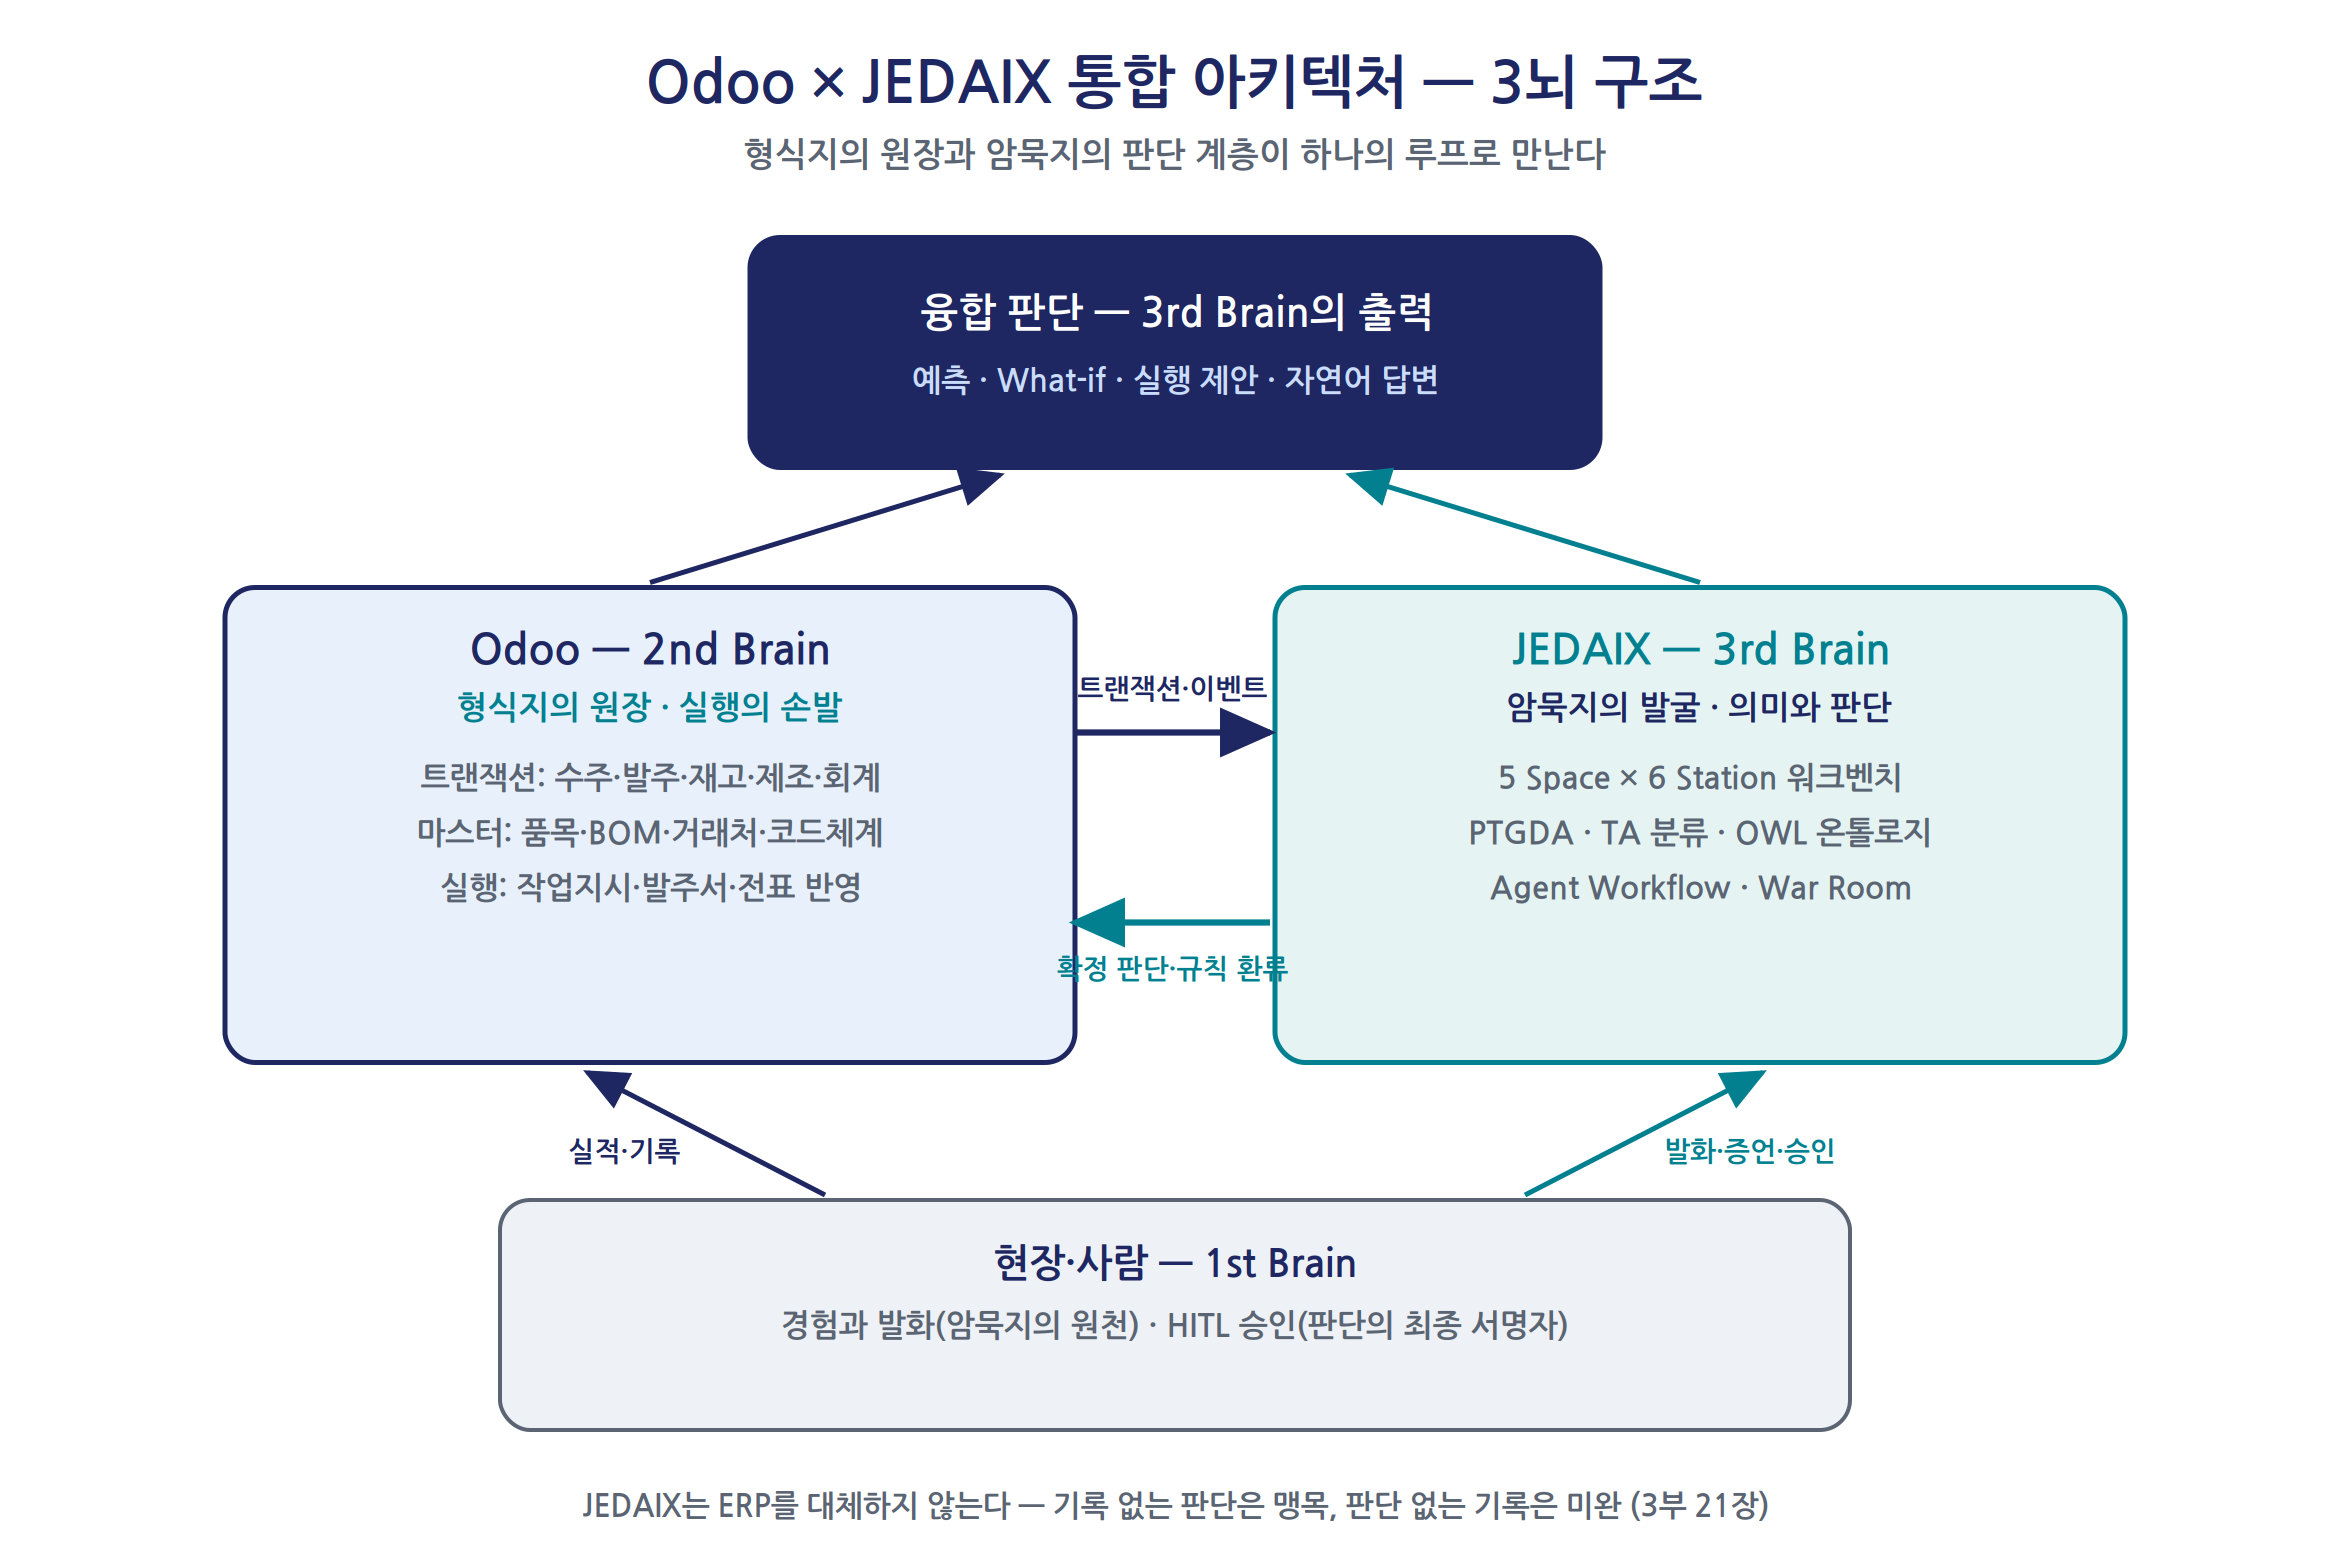 Odoo × JEDAIX 통합 아키텍처 — 3뇌 구조
형식지의 원장과 암묵지의 판단 계층이 하나의 루프로 만난다
융합 판단 — 3rd Brain의 출력
예측 · What-if · 실행 제안 · 자연어 답변
Odoo — 2nd Brain
형식지의 원장 · 실행의 손발
트랜잭션: 수주·발주·재고·제조·회계
마스터: 품목·BOM·거래처·코드체계
실행: 작업지시·발주서·전표 반영
트랜잭션·이벤트
확정 판단·규칙 환류
JEDAIX — 3rd Brain
암묵지의 발굴 · 의미와 판단
5 Space × 6 Station 워크벤치
PTGDA · TA 분류 · OWL 온톨로지
Agent Workflow · War Room
실적·기록
발화·증언·승인
현장·사람 — 1st Brain
경험과 발화(암묵지의 원천) · HITL 승인(판단의 최종 서명자)
JEDAIX는 ERP를 대체하지 않는다 — 기록 없는 판단은 맹목, 판단 없는 기록은 미완 (3부 21장)